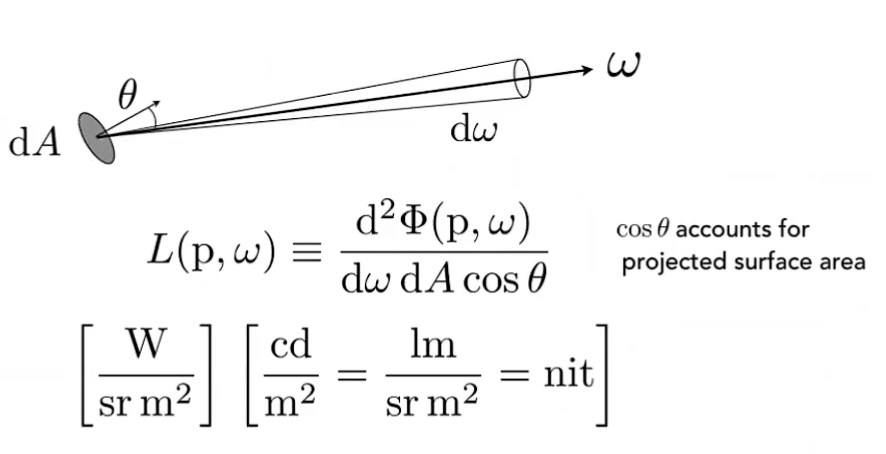 ω
θ
dA
dω
L(p, ω) ≡ d²Φ(p, ω) / dω dA cos θ
cos θ accounts for
projected surface area
[W / sr m²] [cd / m² = lm / sr m² = nit]